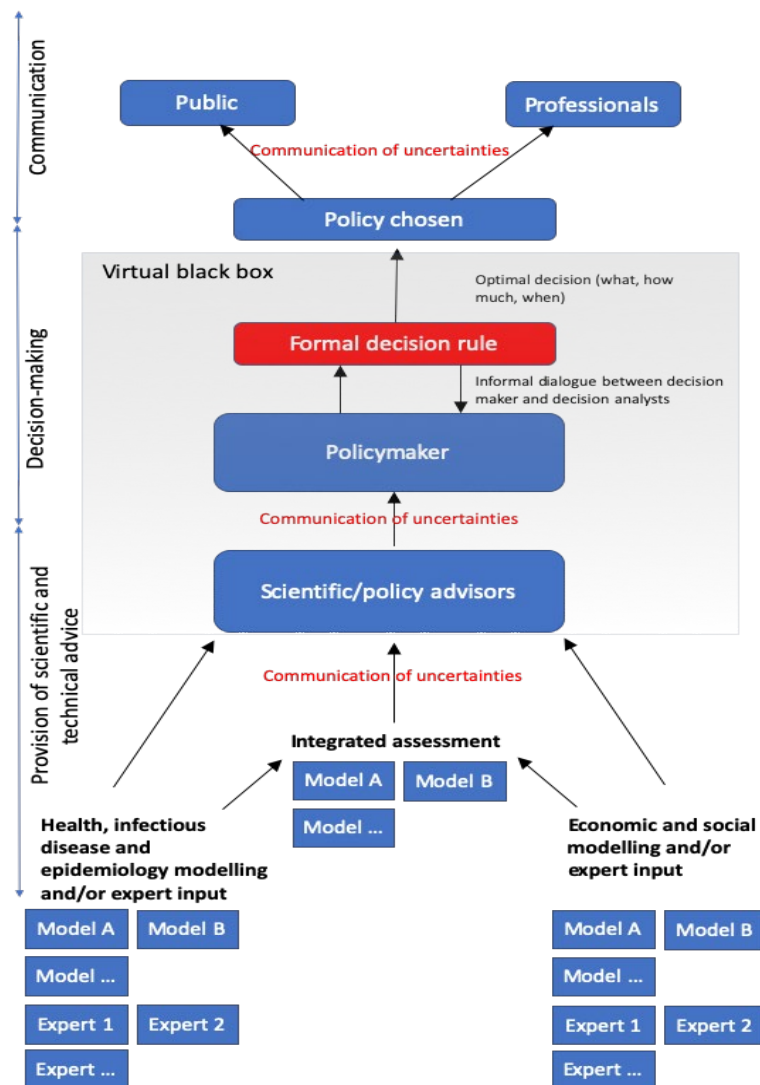 Communication
Public
Professionals
Communication of uncertainties
Policy chosen
Decision-making
Virtual black box
Optimal decision (what, how
much, when)
Formal decision rule
Informal dialogue between decision
maker and decision analysts
Policymaker
Communication of uncertainties
Provision of scientific and
technical advice
Scientific/policy advisors
Communication of uncertainties
Integrated assessment
Model A
Model B
Model ...
Health, infectious
disease and
epidemiology modelling
and/or expert input
Model A
Model B
Model ...
Expert 1
Expert 2
Expert ...
Economic and social
modelling and/or
expert input
Model A
Model B
Model ...
Expert 1
Expert 2
Expert ...